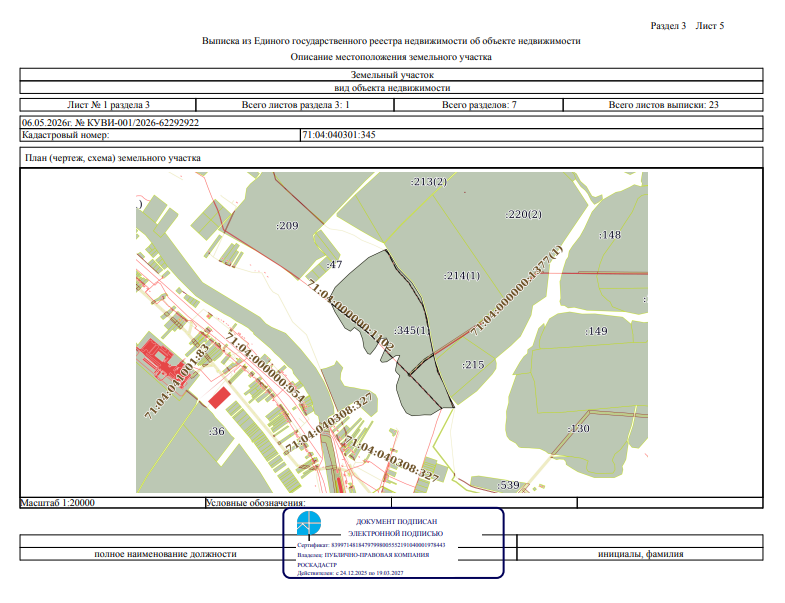 Раздел 3 Лист 5
Выписка из Единого государственного реестра недвижимости об объекте недвижимости
Описание местоположения земельного участка
Земельный участок
вид объекта недвижимости
Лист № 1 раздела 3 Всего листов раздела 3: 1 Всего разделов: 7 Всего листов выписки: 23
06.05.2026г. № КУВИ-001/2026-62292922
Кадастровый номер: 71:04:040301:345
План (чертеж, схема) земельного участка
:213(2)
)
:220(2)
:209
:148
:47
:214(1)
71:04:000000:1377(1)
71:04:000000:1102
:345(1
:149
71:04:000000:954
71:04:041001:83
:215
71:04:040308:327
:36
:130
71:04:040308:327
:539
Масштаб 1:20000 Условные обозначения:
ДОКУМЕНТ ПОДПИСАН
ЭЛЕКТРОННОЙ ПОДПИСЬЮ
Владелец: ПУБЛИЧНО-ПРАВОВАЯ КОМПАНИЯ
РОСКАДАСТР
Действителен: с 24.12.2025 по 19.03.2027
полное наименование должности инициалы, фамилия